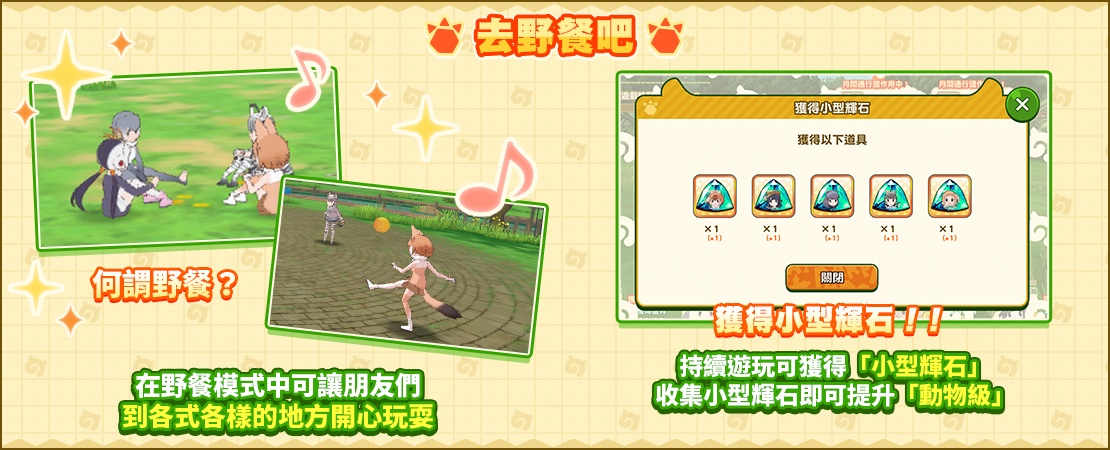 去野餐吧
何謂野餐？
在野餐模式中可讓朋友們
到各式各樣的地方開心玩耍
月間通行證作用中！
月間通行證作
遊戲
獲得小型輝石
獲得以下道具
×1 ×1 ×1 ×1 ×1
(+1) (+1) (+1) (+1) (+1)
關閉
獲得小型輝石！！
持續遊玩可獲得「小型輝石」
收集小型輝石即可提升「動物級」